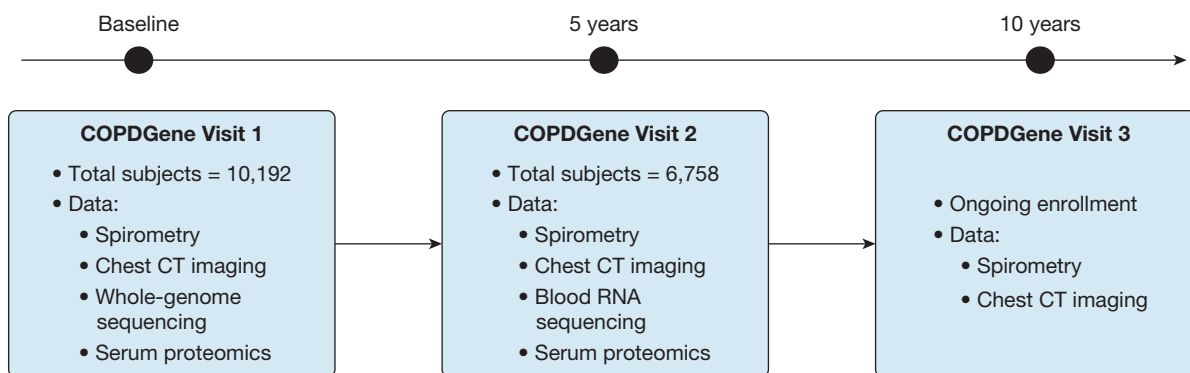 Baseline
5 years
10 years
COPDGene Visit 1
• Total subjects = 10,192
• Data:
• Spirometry
• Chest CT imaging
• Whole-genome
sequencing
• Serum proteomics
COPDGene Visit 2
• Total subjects = 6,758
• Data:
• Spirometry
• Chest CT imaging
• Blood RNA
sequencing
• Serum proteomics
COPDGene Visit 3
• Ongoing enrollment
• Data:
• Spirometry
• Chest CT imaging